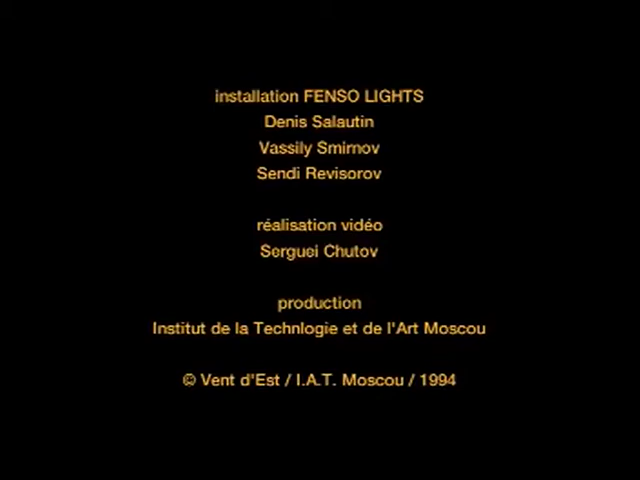 installation FENSO LIGHTS
Denis Salautin
Vassily Smirnov
Sendi Revisorov
réalisation vidéo
Serguei Chutov
production
Institut de la Technlogie et de l'Art Moscou
© Vent d'Est / I.A.T. Moscou / 1994